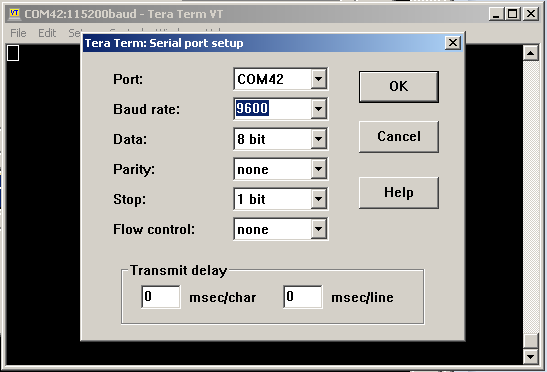 COM42:115200baud - Tera Term VT
File Edit
Tera Term: Serial port setup
Port: COM42 OK
Baud rate: 9600
Data: 8 bit Cancel
Parity: none
Stop: 1 bit Help
Flow control: none
Transmit delay
0 msec/char 0 msec/line